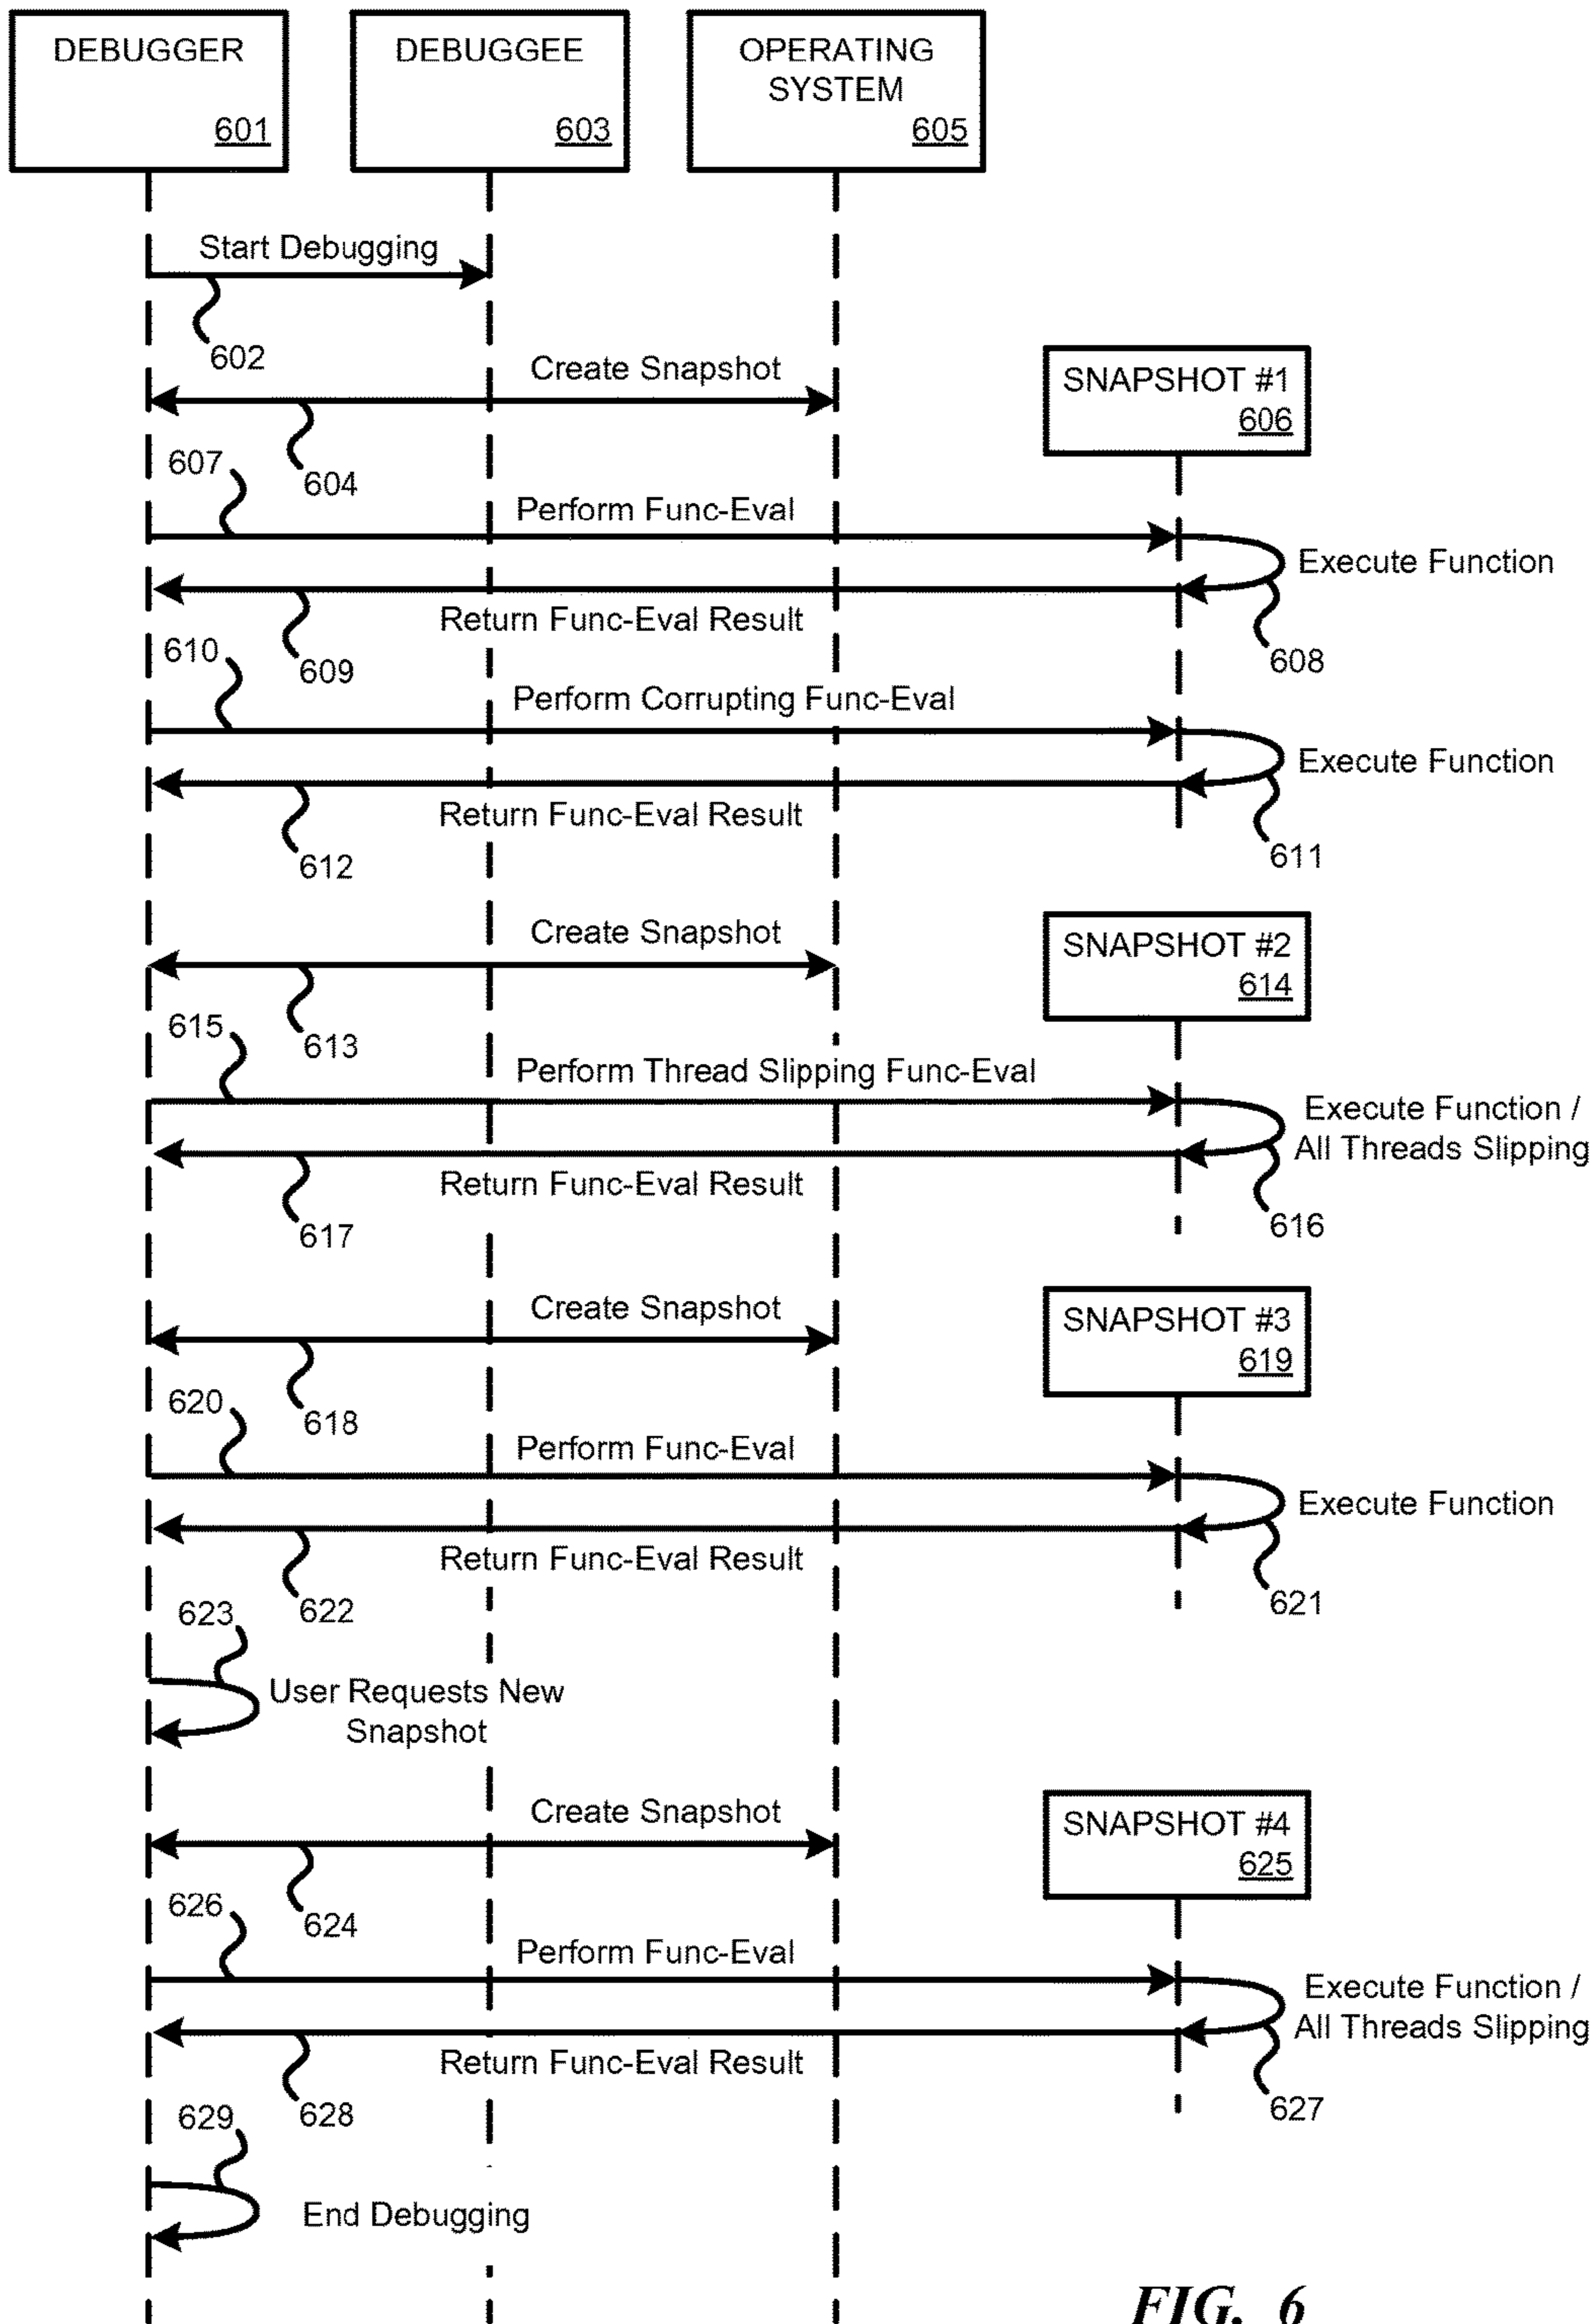 DEBUGGER
601
DEBUGGEE
603
OPERATING
SYSTEM
605
Start Debugging
602
Create Snapshot
604
SNAPSHOT #1
606
607
Perform Func-Eval
Execute Function
608
Return Func-Eval Result
609
610
Perform Corrupting Func-Eval
Execute Function
611
Return Func-Eval Result
612
Create Snapshot
613
SNAPSHOT #2
614
615
Perform Thread Slipping Func-Eval
Execute Function /
All Threads Slipping
616
Return Func-Eval Result
617
Create Snapshot
618
SNAPSHOT #3
619
620
Perform Func-Eval
Execute Function
621
Return Func-Eval Result
622
623
User Requests New
Snapshot
Create Snapshot
624
SNAPSHOT #4
625
626
Perform Func-Eval
Execute Function /
All Threads Slipping
627
Return Func-Eval Result
628
629
End Debugging
FIG. 6